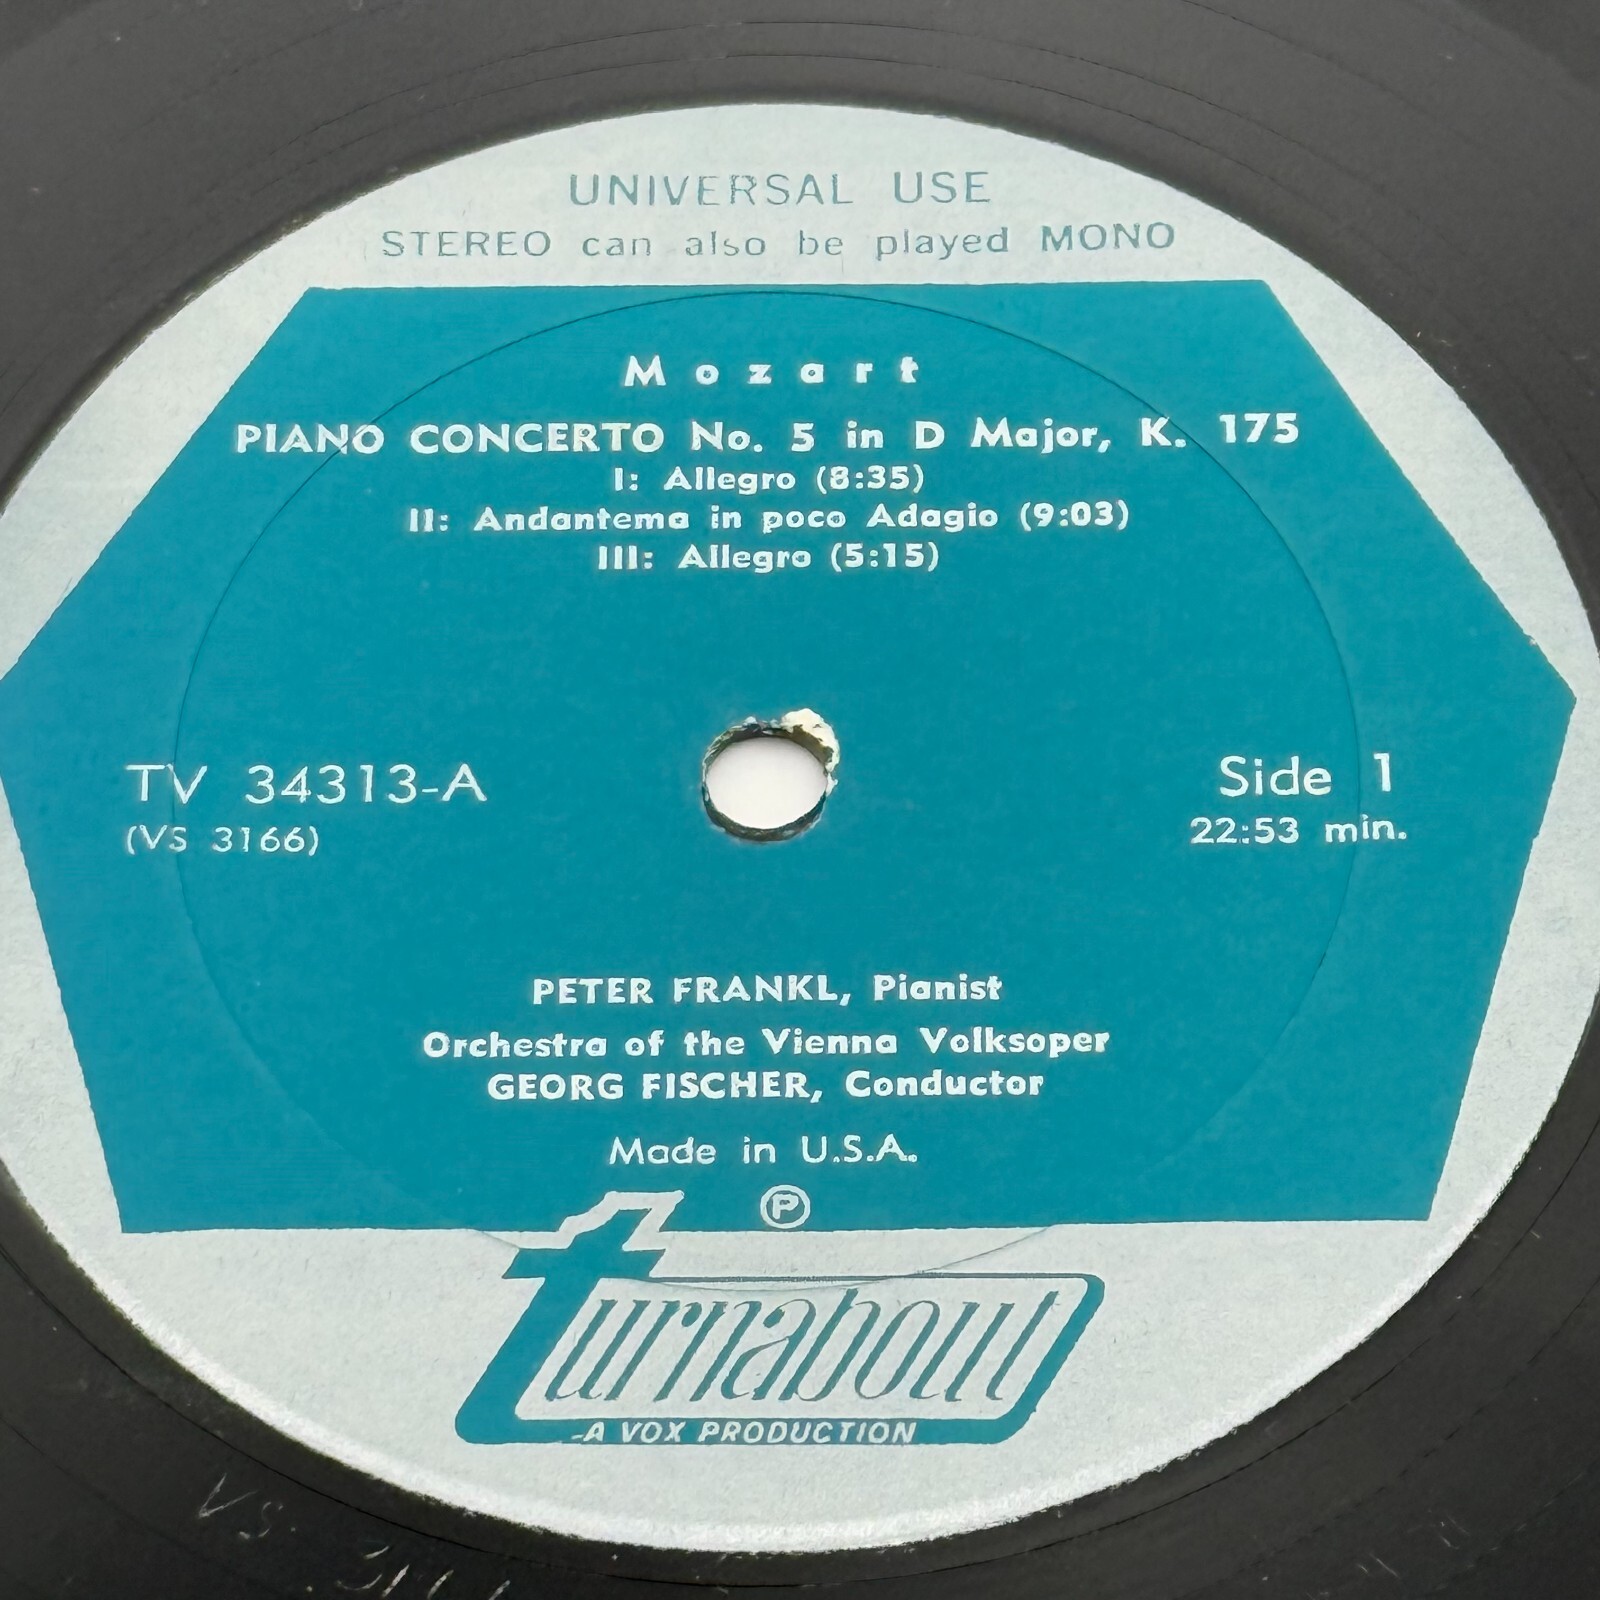 UNIVERSAL USE
STEREO can also be played MONO
Mozart
PIANO CONCERTO No. 5 in D Major, K. 175
I: Allegro (8:35)
II: Andantema in poco Adagio (9:03)
III: Allegro (5:15)
TV 34313-A
(VS 3166)
Side 1
22:53 min.
PETER FRANKL, Pianist
Orchestra of the Vienna Volksoper
GEORG FISCHER, Conductor
Made in U.S.A.
℗
turnabout
A VOX PRODUCTION
VS.